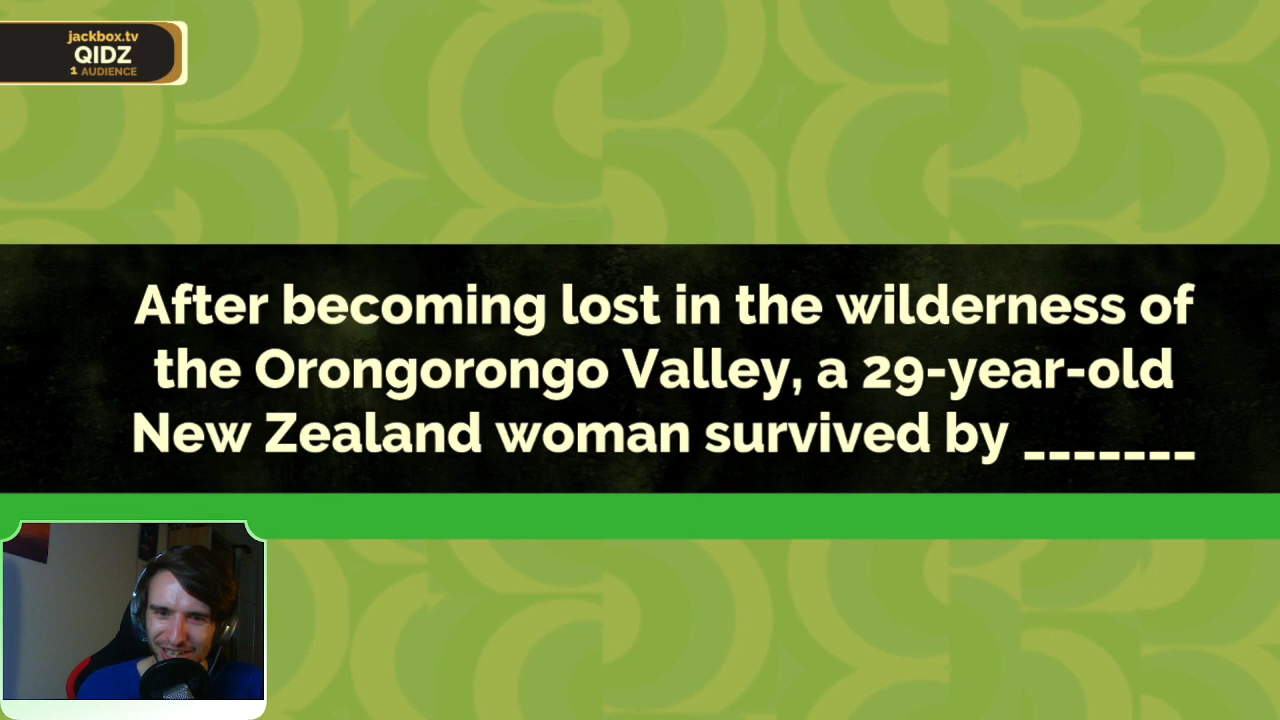 jackbox.tv
QIDZ
1 AUDIENCE
After becoming lost in the wilderness of
the Orongorongo Valley, a 29-year-old
New Zealand woman survived by _______